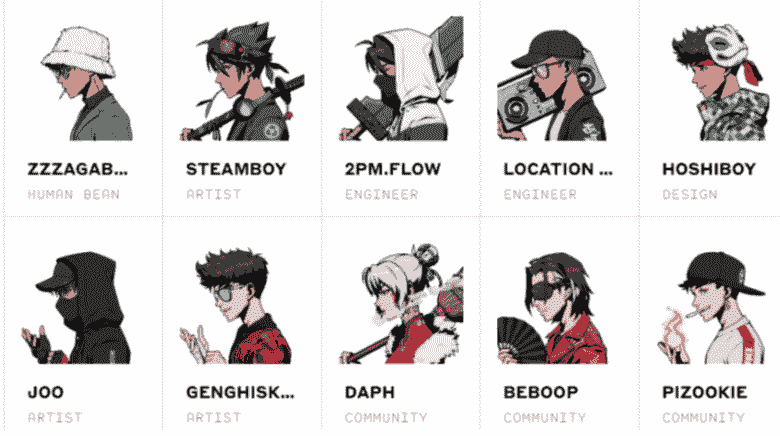 ZZZAGAB...
HUMAN BEAN
STEAMBOY
ARTIST
2PM.FLOW
ENGINEER
LOCATION ...
ENGINEER
HOSHIBOY
DESIGN
JOO
ARTIST
GENGHISK...
ARTIST
DAPH
COMMUNITY
BEBOOP
COMMUNITY
PIZOOKIE
COMMUNITY